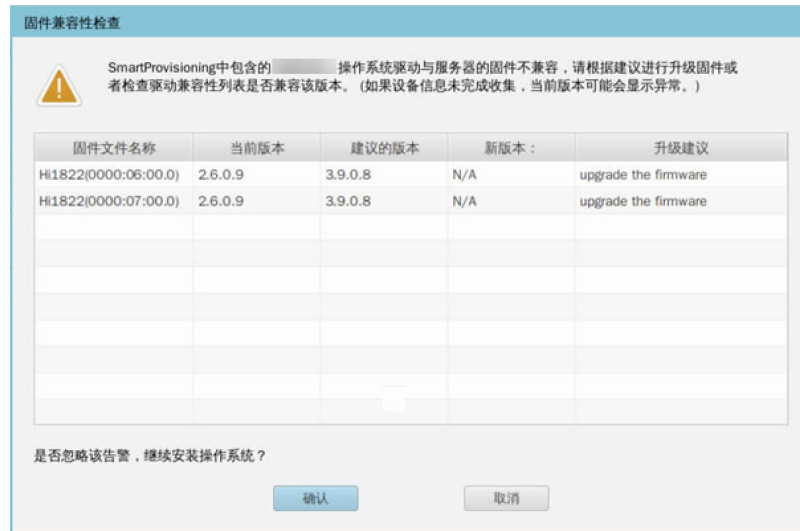 固件兼容性检查
SmartProvisioning中包含的 操作系统驱动与服务器的固件不兼容，请根据建议进行升级固件或
者检查驱动兼容性列表是否兼容该版本。(如果设备信息未完成收集，当前版本可能会显示异常。)
固件文件名称 当前版本 建议的版本 新版本： 升级建议
Hi1822(0000:06:00.0) 2.6.0.9 3.9.0.8 N/A upgrade the firmware
Hi1822(0000:07:00.0) 2.6.0.9 3.9.0.8 N/A upgrade the firmware
是否忽略该告警，继续安装操作系统？
确认 取消